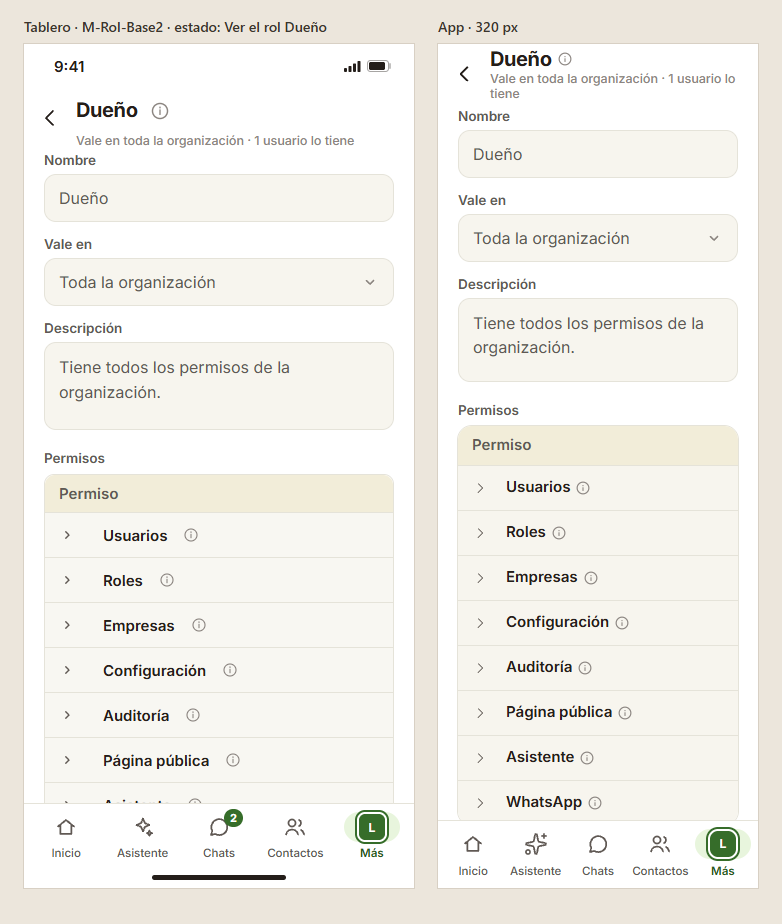 Tablero · M-Rol-Base2 · estado: Ver el rol Dueño
9:41
Dueño
Vale en toda la organización · 1 usuario lo tiene
Nombre
Dueño
Vale en
Toda la organización
Descripción
Tiene todos los permisos de la
organización.
Permisos
Permiso
Usuarios
Roles
Empresas
Configuración
Auditoría
Página pública
Inicio
Asistente
2
Chats
Contactos
L
Más
App · 320 px
Dueño
Vale en toda la organización · 1 usuario lo
tiene
Nombre
Dueño
Vale en
Toda la organización
Descripción
Tiene todos los permisos de la
organización.
Permisos
Permiso
Usuarios
Roles
Empresas
Configuración
Auditoría
Página pública
Asistente
WhatsApp
Inicio
Asistente
Chats
Contactos
L
Más